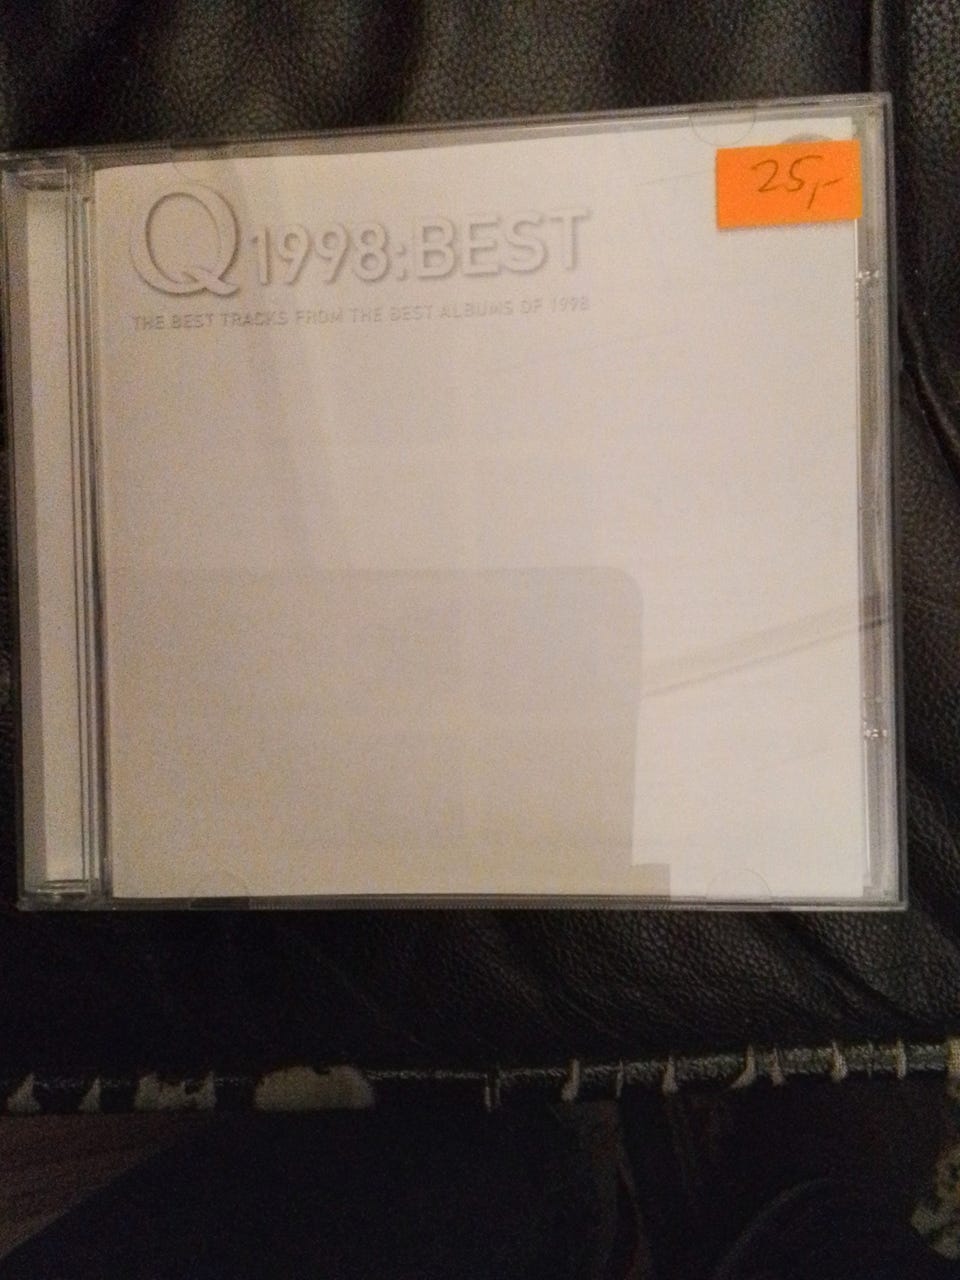 25,-
Q 1998:BEST
THE BEST TRACKS FROM THE BEST ALBUMS OF 1998